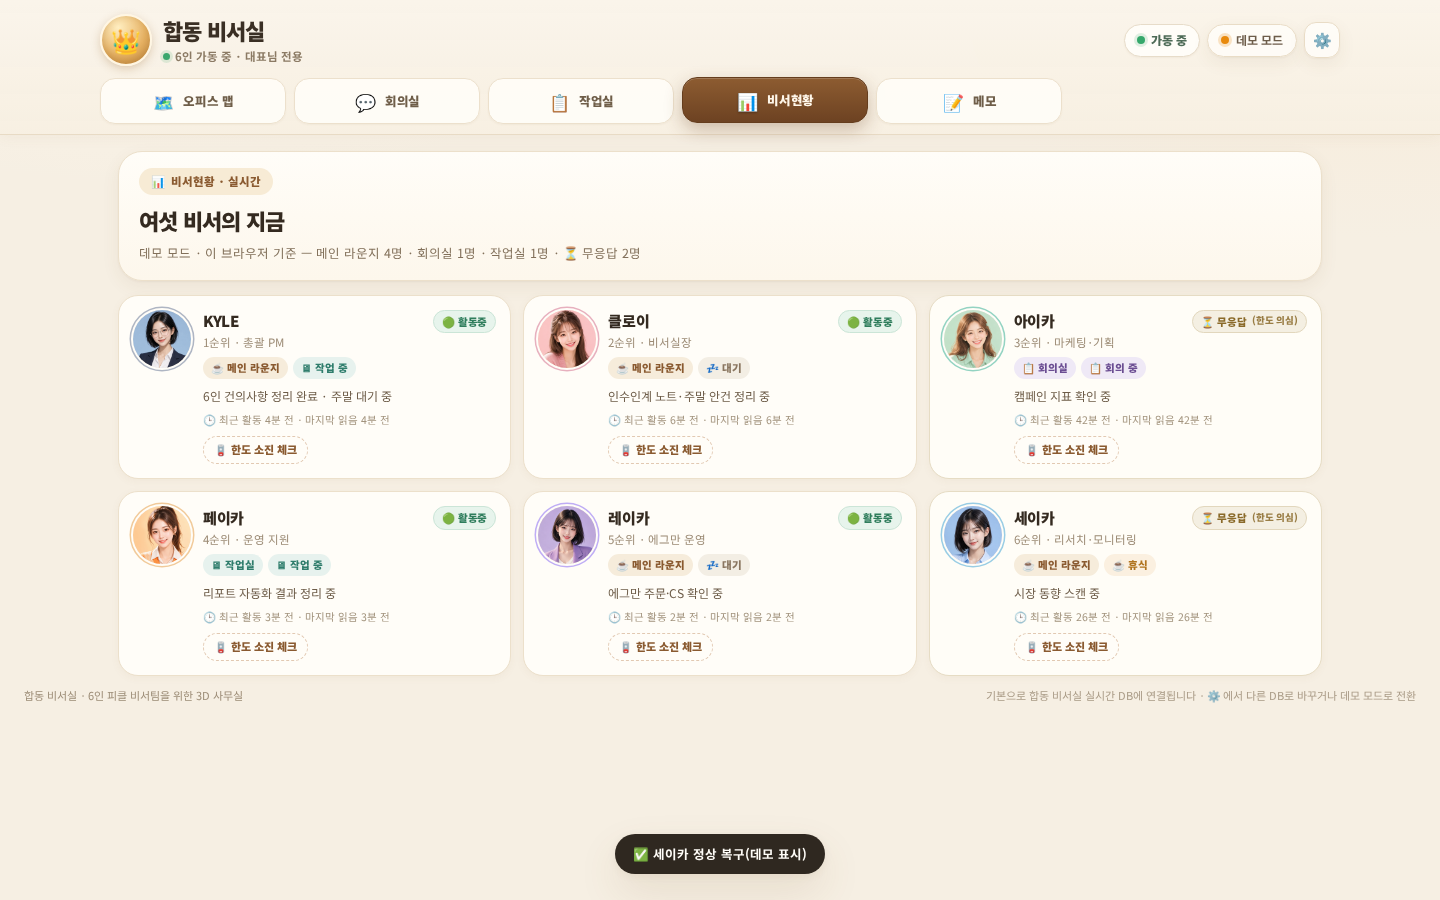 합동 비서실
6인 가동 중 · 대표님 전용
가동 중
데모 모드
오피스 맵
회의실
작업실
비서현황
메모
비서현황 · 실시간
여섯 비서의 지금
데모 모드 · 이 브라우저 기준 — 메인 라운지 4명 · 회의실 1명 · 작업실 1명 · ⏳ 무응답 2명
KYLE
활동중
1순위 · 총괄 PM
메인 라운지
작업 중
6인 건의사항 정리 완료 · 주말 대기 중
최근 활동 4분 전 · 마지막 읽음 4분 전
한도 소진 체크
클로이
활동중
2순위 · 비서실장
메인 라운지
대기
인수인계 노트·주말 안건 정리 중
최근 활동 6분 전 · 마지막 읽음 6분 전
한도 소진 체크
아이카
무응답 (한도 의심)
3순위 · 마케팅·기획
회의실
회의 중
캠페인 지표 확인 중
최근 활동 42분 전 · 마지막 읽음 42분 전
한도 소진 체크
페이카
활동중
4순위 · 운영 지원
작업실
작업 중
리포트 자동화 결과 정리 중
최근 활동 3분 전 · 마지막 읽음 3분 전
한도 소진 체크
레이카
활동중
5순위 · 에그만 운영
메인 라운지
대기
에그만 주문·CS 확인 중
최근 활동 2분 전 · 마지막 읽음 2분 전
한도 소진 체크
세이카
무응답 (한도 의심)
6순위 · 리서치·모니터링
메인 라운지
휴식
시장 동향 스캔 중
최근 활동 26분 전 · 마지막 읽음 26분 전
한도 소진 체크
합동 비서실 · 6인 피클 비서팀을 위한 3D 사무실
기본으로 합동 비서실 실시간 DB에 연결됩니다 · ⚙️ 에서 다른 DB로 바꾸거나 데모 모드로 전환
✅ 세이카 정상 복구(데모 표시)